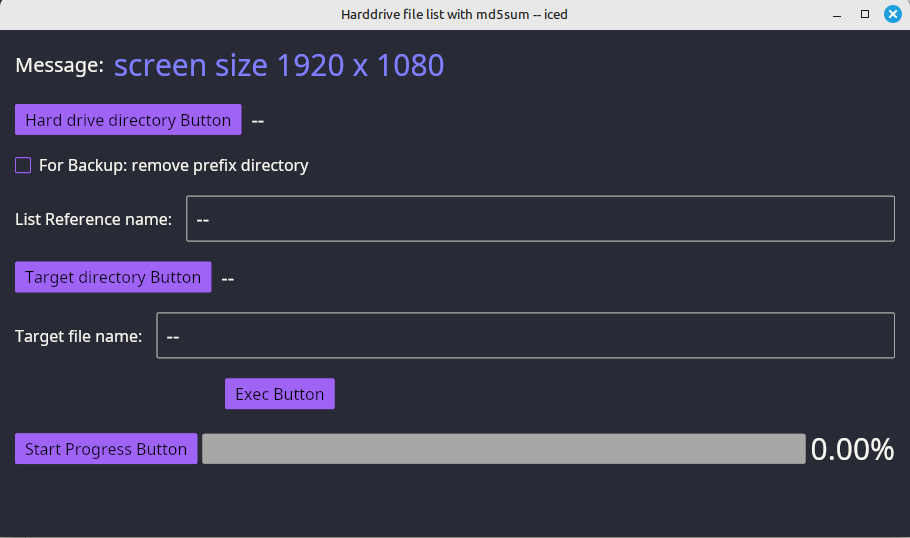 Harddrive file list with md5sum -- iced
Message: screen size 1920 x 1080
Hard drive directory Button --
For Backup: remove prefix directory
List Reference name: --
Target directory Button --
Target file name: --
Exec Button
Start Progress Button 0.00%